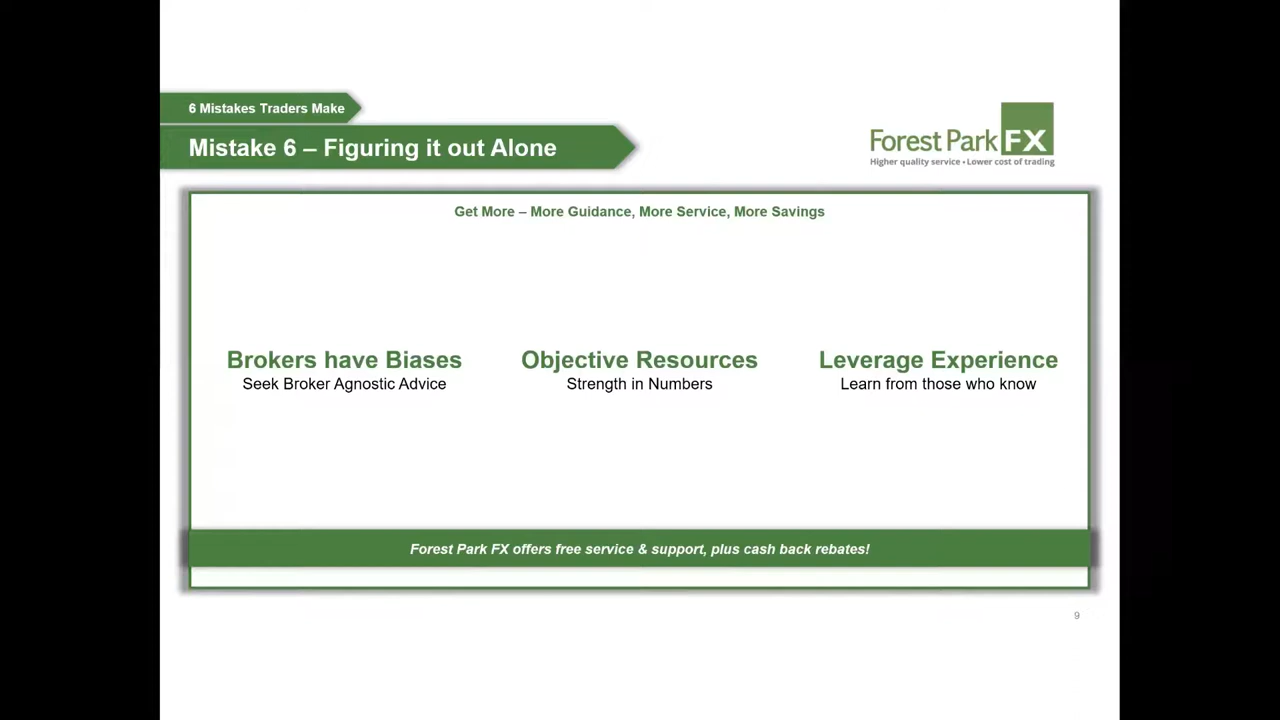 6 Mistakes Traders Make
Mistake 6 – Figuring it out Alone
Forest Park FX
Higher quality service • Lower cost of trading
Get More – More Guidance, More Service, More Savings
Brokers have Biases
Seek Broker Agnostic Advice
Objective Resources
Strength in Numbers
Leverage Experience
Learn from those who know
Forest Park FX offers free service & support, plus cash back rebates!
9